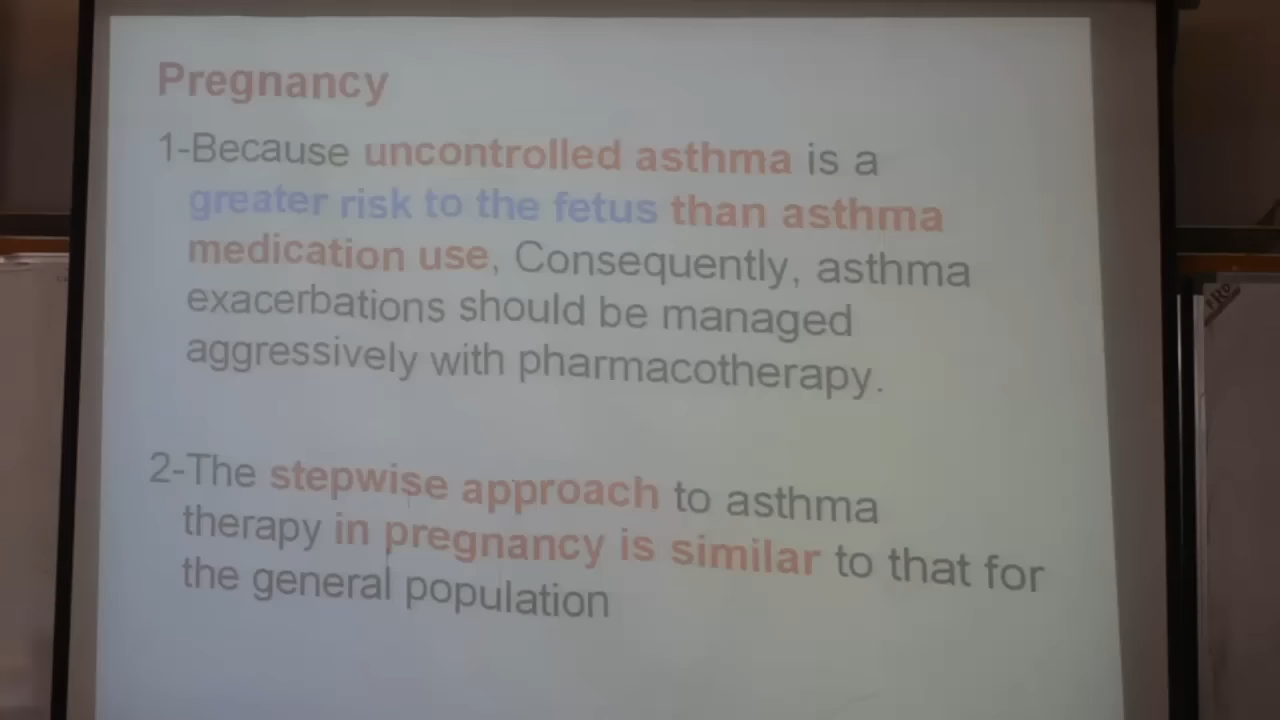 Pregnancy
1-Because uncontrolled asthma is a
greater risk to the fetus than asthma
medication use, Consequently, asthma
exacerbations should be managed
aggressively with pharmacotherapy.
2-The stepwise approach to asthma
therapy in pregnancy is similar to that for
the general population